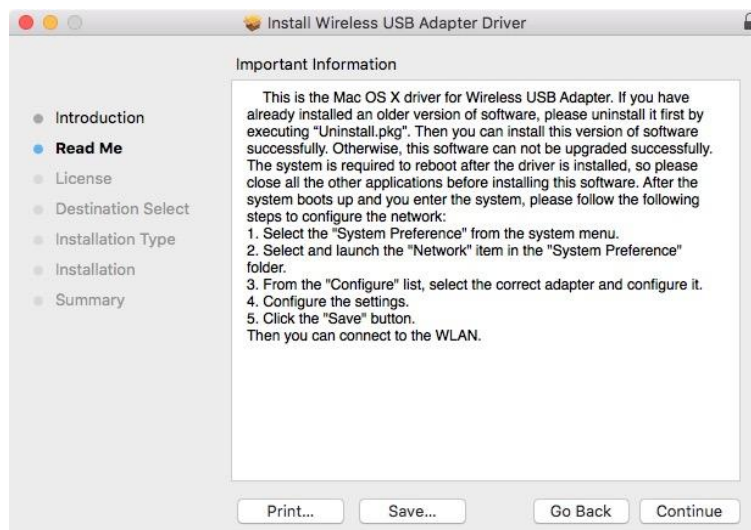 Install Wireless USB Adapter Driver
Important Information
Introduction
Read Me
License
Destination Select
Installation Type
Installation
Summary
This is the Mac OS X driver for Wireless USB Adapter. If you have
already installed an older version of software, please uninstall it first by
executing “Uninstall.pkg”. Then you can install this version of software
successfully. Otherwise, this software can not be upgraded successfully.
The system is required to reboot after the driver is installed, so please
close all the other applications before installing this software. After the
system boots up and you enter the system, please follow the following
steps to configure the network:
1. Select the "System Preference" from the system menu.
2. Select and launch the "Network" item in the "System Preference"
folder.
3. From the "Configure" list, select the correct adapter and configure it.
4. Configure the settings.
5. Click the "Save" button.
Then you can connect to the WLAN.
Print...
Save...
Go Back
Continue